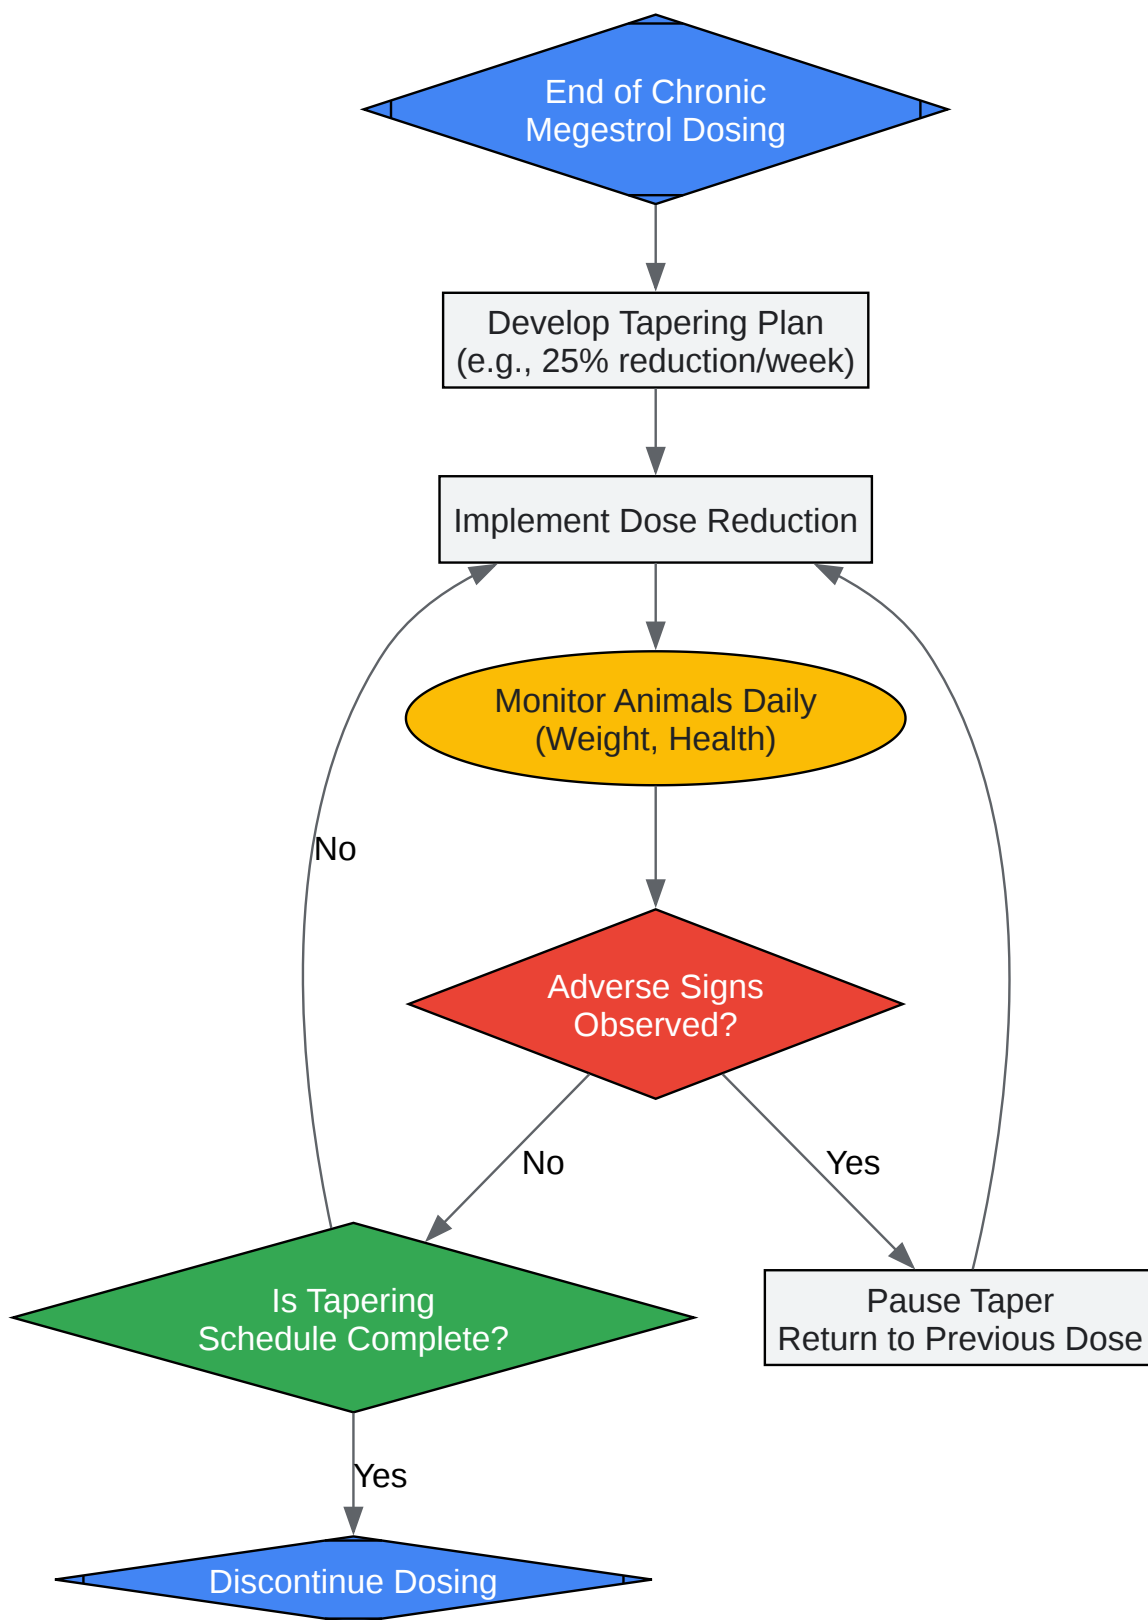 End of Chronic
Megestrol Dosing
Develop Tapering Plan
(e.g., 25% reduction/week)
Implement Dose Reduction
Monitor Animals Daily
(Weight, Health)
No
Adverse Signs
Observed?
No
Yes
Is Tapering
Schedule Complete?
Pause Taper
Return to Previous Dose
Yes
Discontinue Dosing